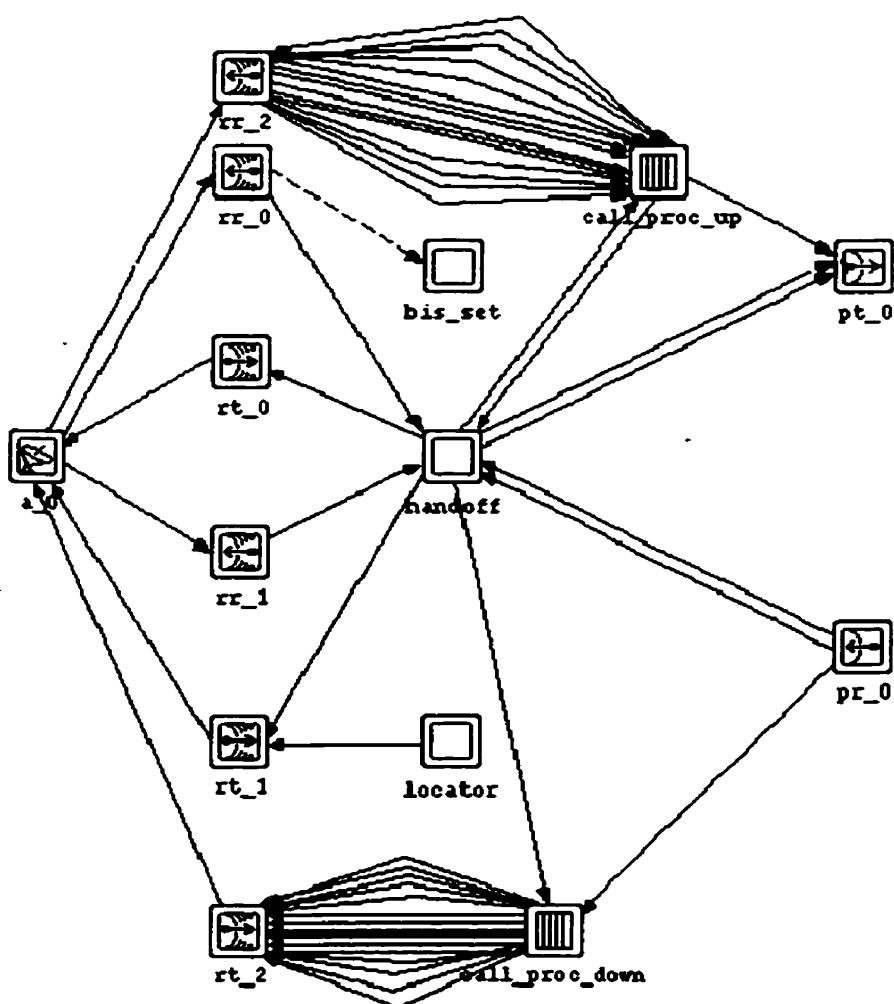 rr_2
rr_0
call_proc_up
bis_set
pt_0
rt_0
a_0
handoff
rr_1
pr_0
rt_1
locator
rt_2
call_proc_down